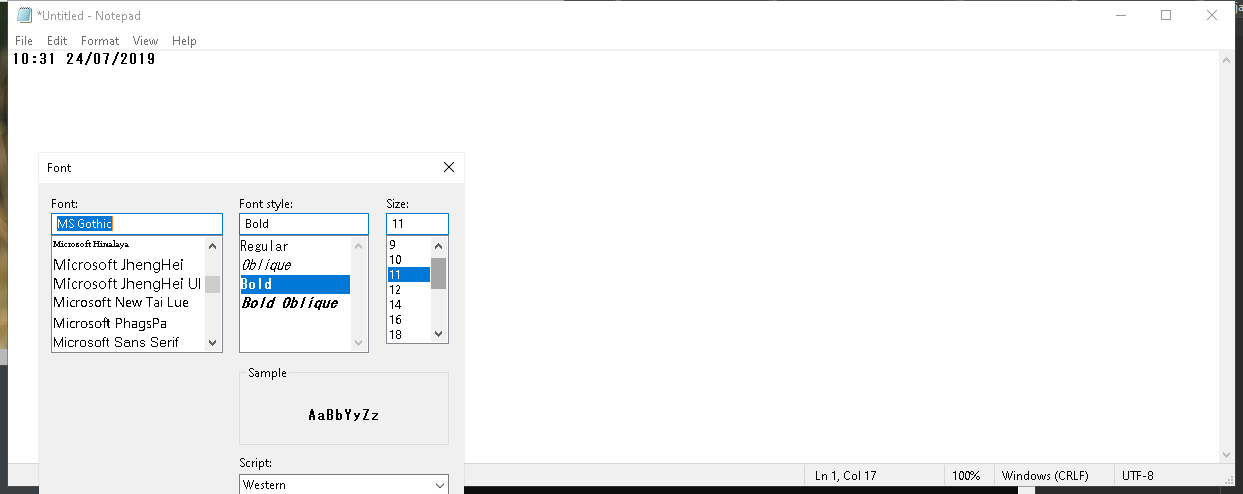 *Untitled - Notepad
File Edit Format View Help
10:31 24/07/2019
Font
Font: Font style: Size:
MS Gothic Bold 11
Microsoft Himalaya Regular 9
Microsoft JhengHei Oblique 10
Microsoft JhengHei UI Bold 11
Microsoft New Tai Lue Bold Oblique 12
Microsoft PhagsPa 14
Microsoft Sans Serif 16
18
Sample
AaBbYyZz
Script:
Western
Ln 1, Col 17 100% Windows (CRLF) UTF-8